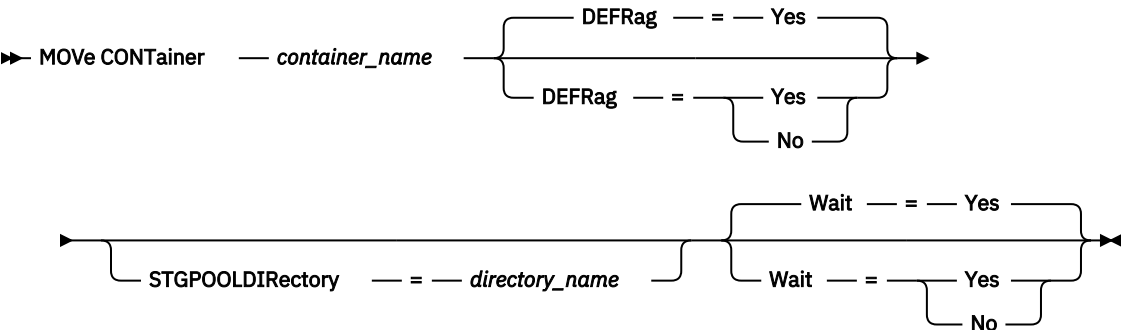 DEFRag = Yes
MOVe CONTainer container_name
DEFRag = Yes
No
Wait = Yes
STGPOOLDIRectory = directory_name Wait = Yes
No